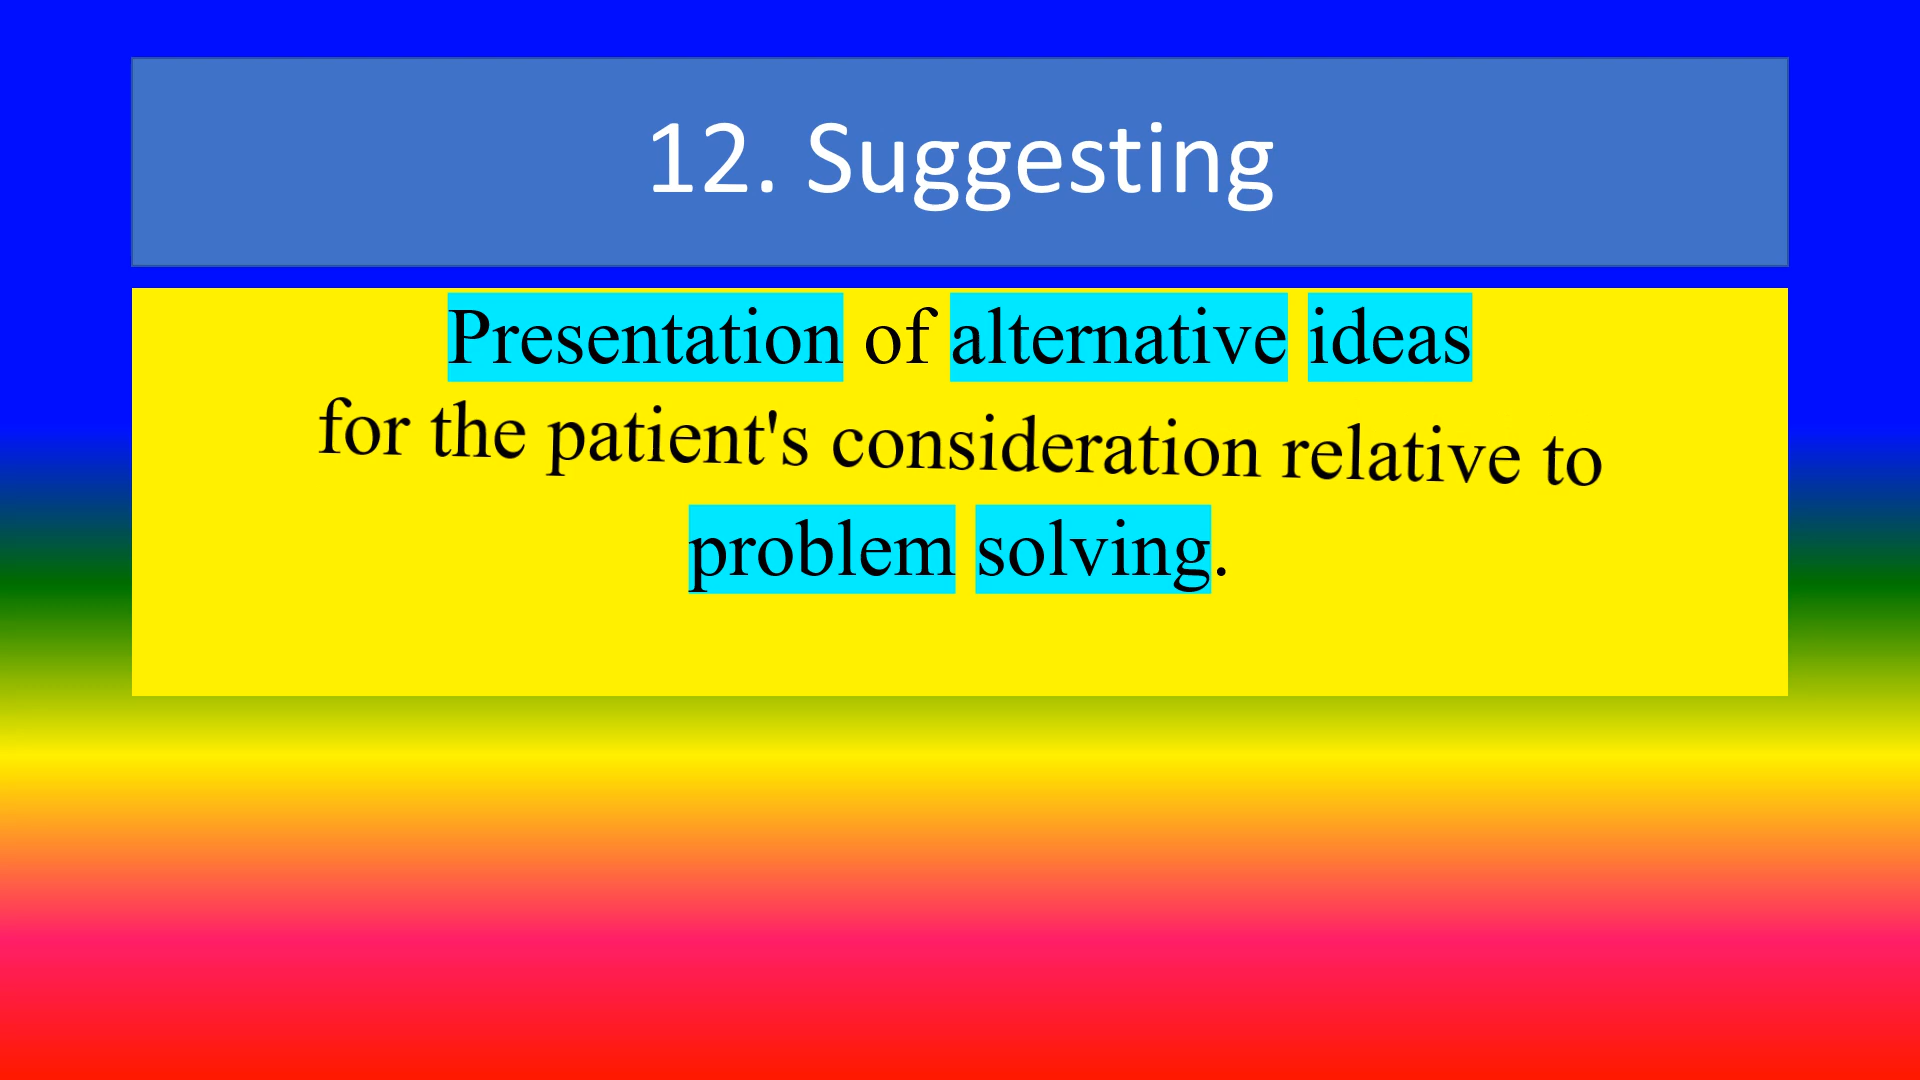 12. Suggesting
Presentation of alternative ideas
for the patient's consideration relative to
problem solving.